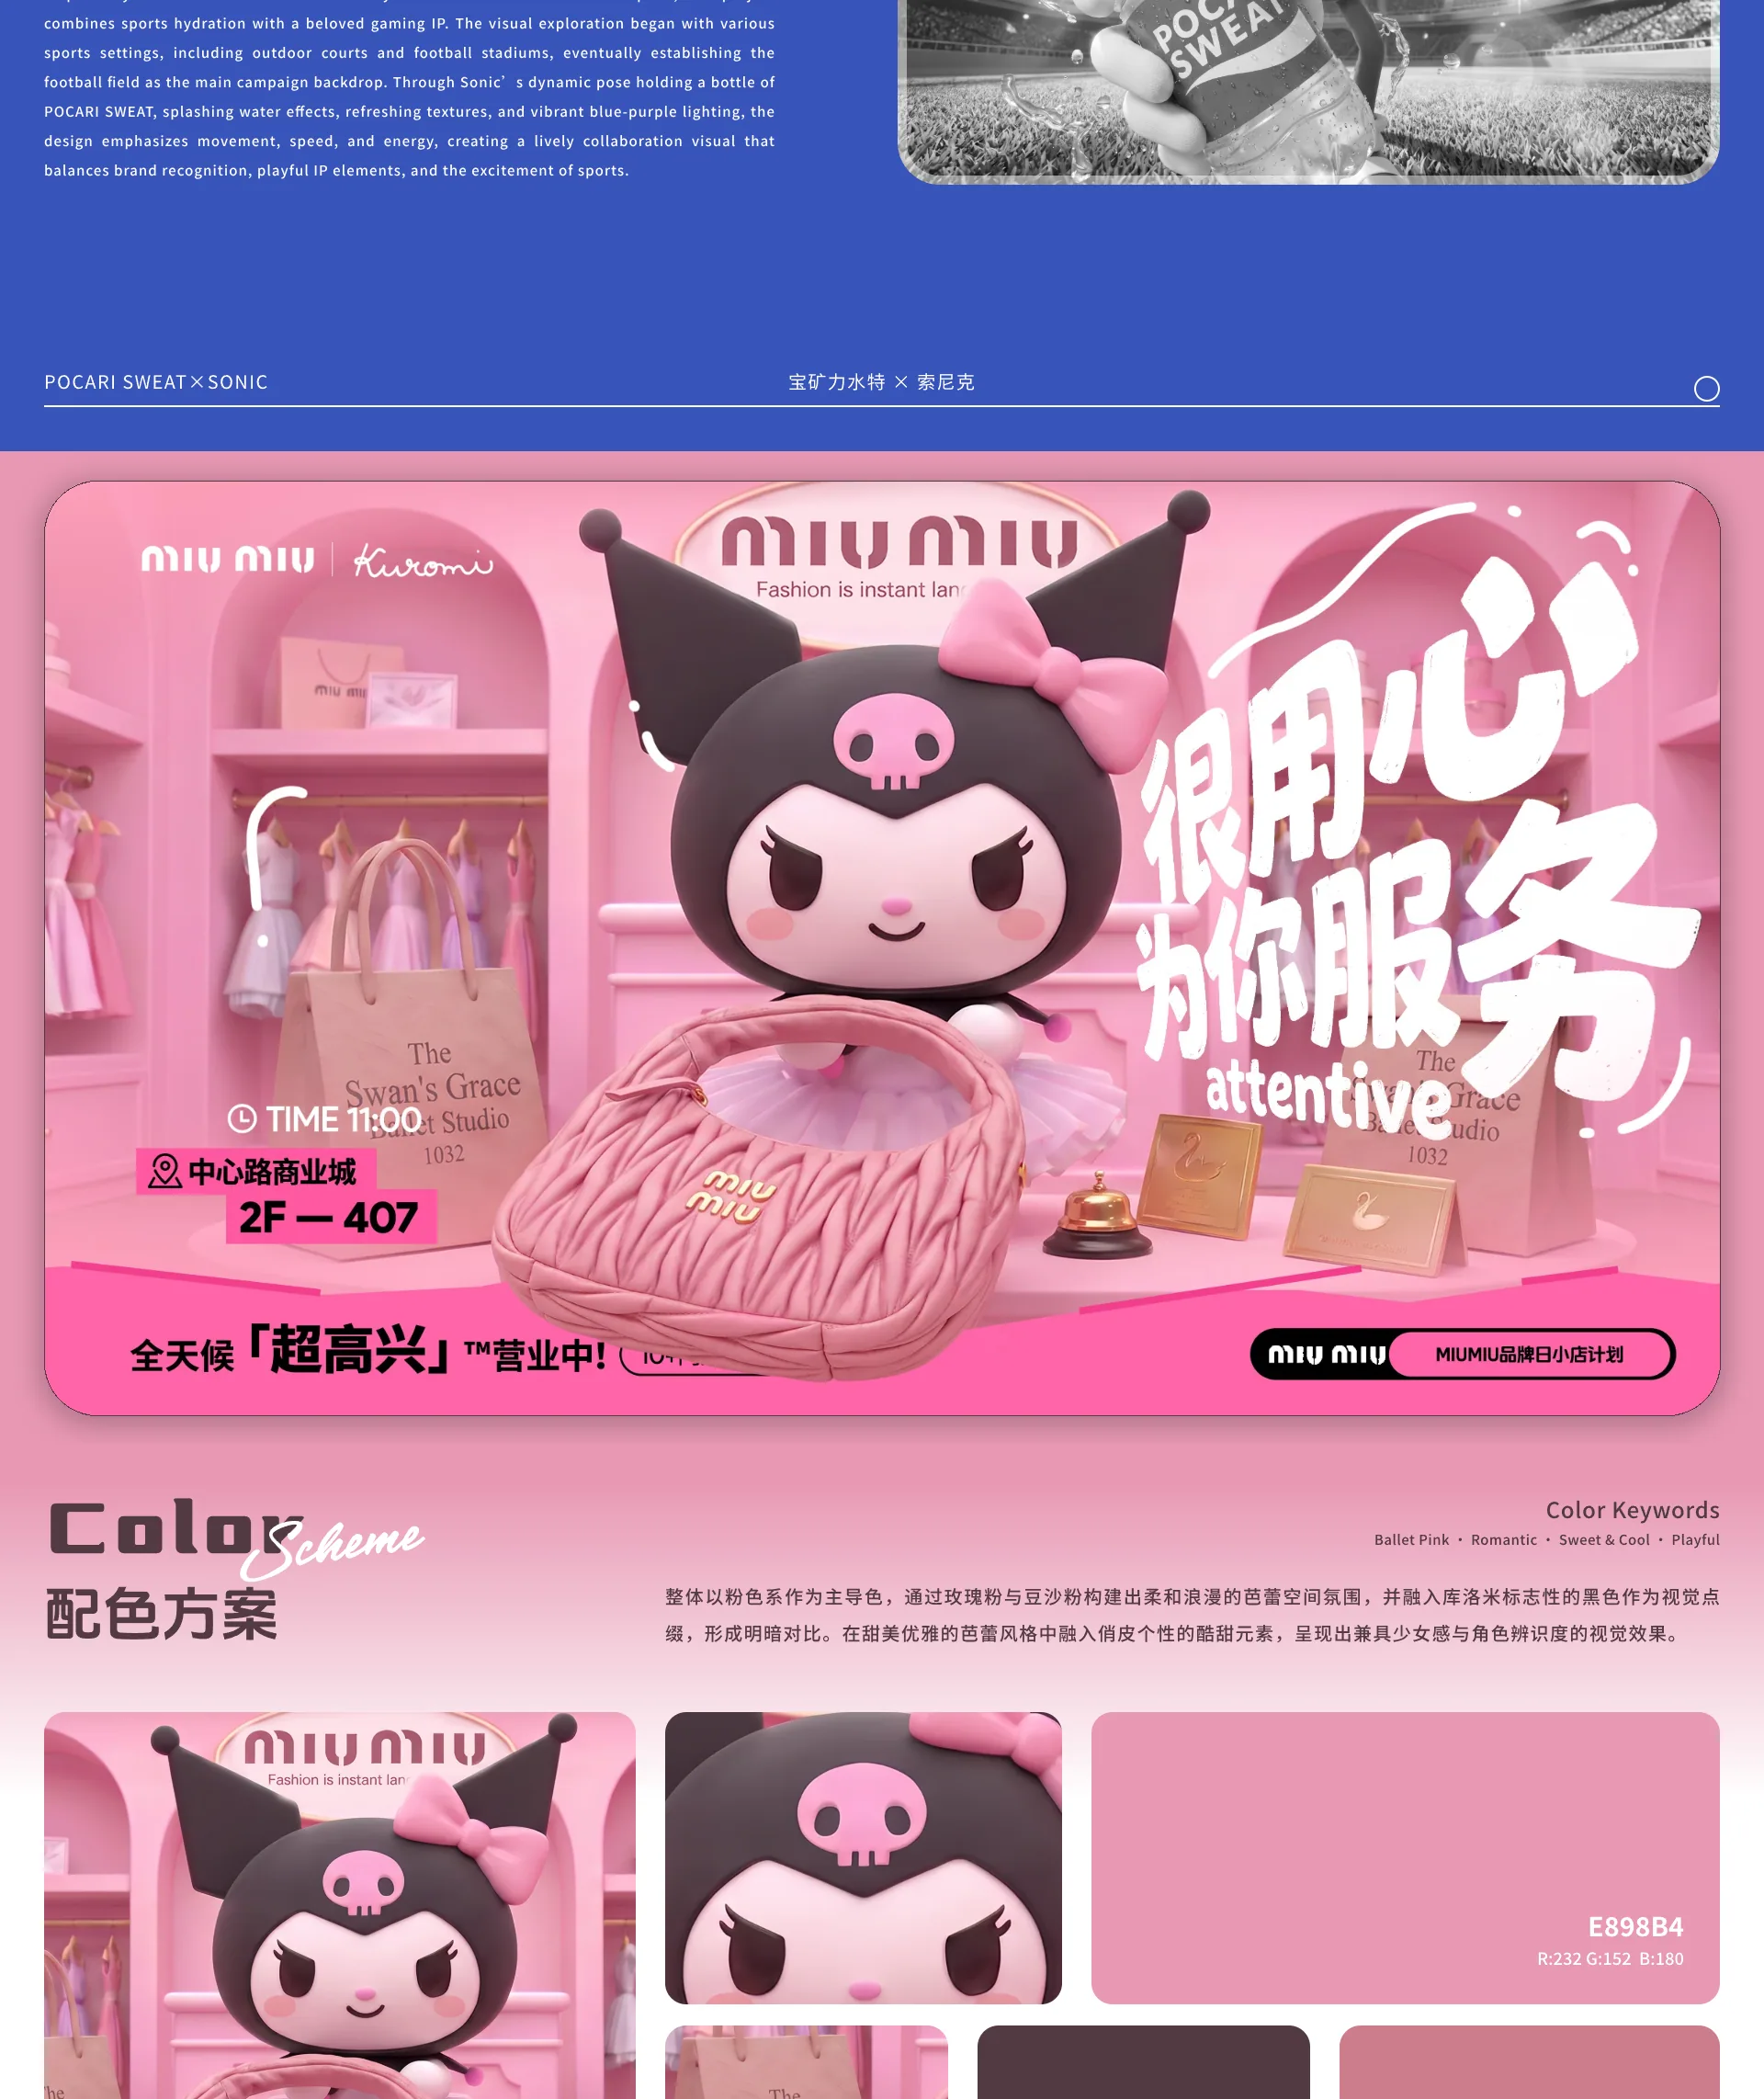 combines sports hydration with a beloved gaming IP. The visual exploration began with various
sports settings, including outdoor courts and football stadiums, eventually establishing the
football field as the main campaign backdrop. Through Sonic’s dynamic pose holding a bottle of
POCARI SWEAT, splashing water effects, refreshing textures, and vibrant blue-purple lighting, the
design emphasizes movement, speed, and energy, creating a lively collaboration visual that
balances brand recognition, playful IP elements, and the excitement of sports.
SWEAT
POCARI SWEAT×SONIC
宝矿力水特 × 索尼克
miu miu
Kuromi
miu miu
Fashion is instant
miu
很用心
为你服务
attentive
The
Swan's Grace
Ballet Studio
1032
The
Swan's Grace
Ballet Studio
1032
TIME 11:00
中心路商业城
2F — 407
miu
miu
全天候「超高兴」™营业中!
miu miu
MIUMIU品牌日小店计划
Color
Scheme
配色方案
Color Keywords
Ballet Pink · Romantic · Sweet & Cool · Playful
整体以粉色系作为主导色，通过玫瑰粉与豆沙粉构建出柔和浪漫的芭蕾空间氛围，并融入库洛米标志性的黑色作为视觉点
缀，形成明暗对比。在甜美优雅的芭蕾风格中融入俏皮个性的酷甜元素，呈现出兼具少女感与角色辨识度的视觉效果。
miu miu
Fashion is instant
E898B4
R:232 G:152 B:180
The